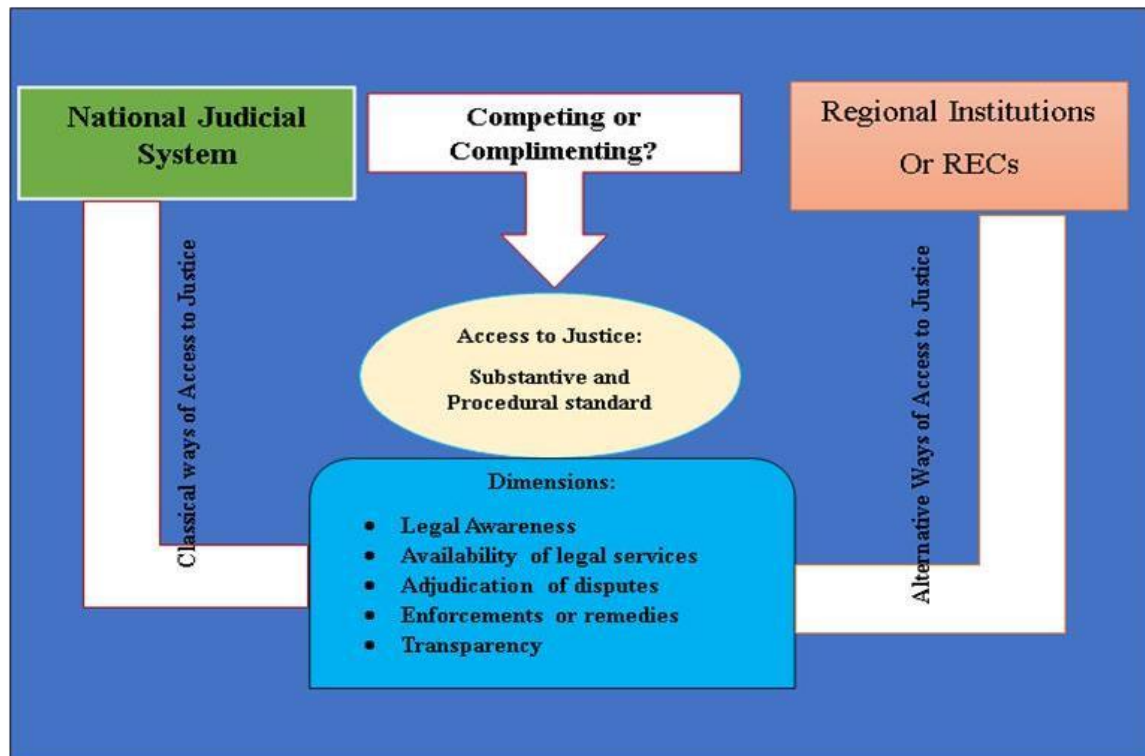 National Judicial
System
Competing or
Complimenting?
Regional Institutions
Or RECs
Classical ways of Access to Justice
Access to Justice:
Substantive and
Procedural standard
Alternative Ways of Access to Justice
Dimensions:
• Legal Awareness
• Availability of legal services
• Adjudication of disputes
• Enforcements or remedies
• Transparency